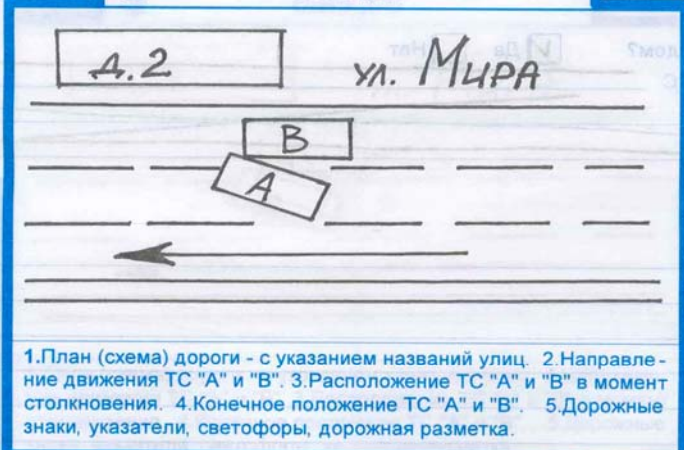 д.2 ул. Мира
В
А
1.План (схема) дороги - с указанием названий улиц. 2.Направле-
ние движения ТС "А" и "В". 3.Расположение ТС "А" и "В" в момент
столкновения. 4.Конечное положение ТС "А" и "В". 5.Дорожные
знаки, указатели, светофоры, дорожная разметка.